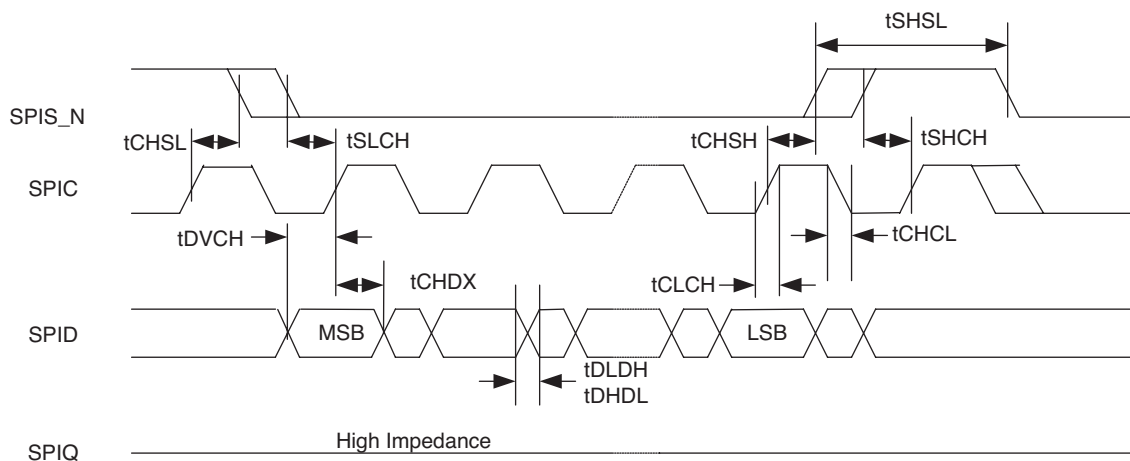 tSHSL
SPIS_N
tCHSL
tSLCH
tCHSH
tSHCH
SPIC
tDVCH
tCHCL
tCHDX
tCLCH
SPID
MSB
LSB
tDLDH
tDHDL
High Impedance
SPIQ